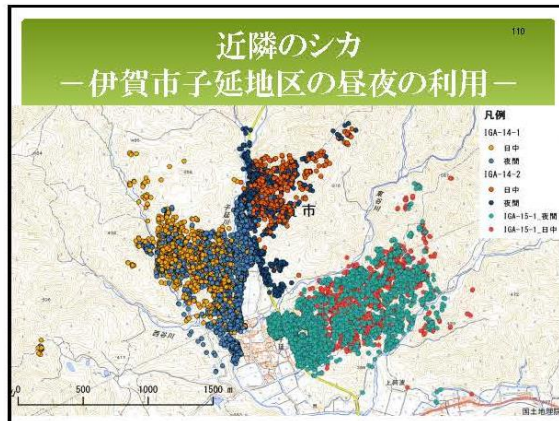 110
近隣のシカ
－伊賀市子延地区の昼夜の利用－
凡例
IGA-14-1
日中
夜間
IGA-14-2
日中
夜間
IGA-15-1_夜間
IGA-15-1_日中
市
西谷川
0 500 1000 1500 m
国土地理院